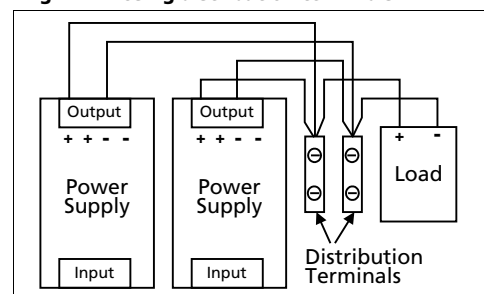 Output
+ + - -
Power
Supply
Input
Output
+ + - -
Power
Supply
Input
+ -
Load
Distribution
Terminals